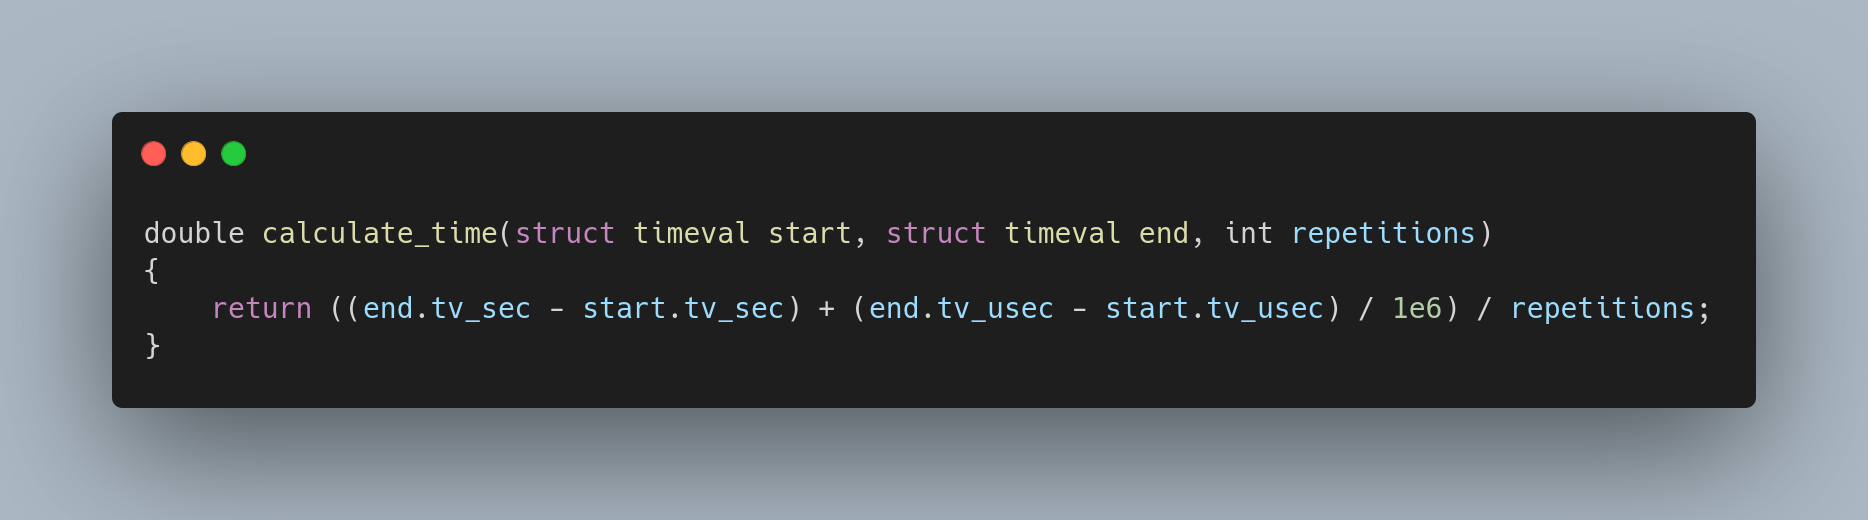 double calculate_time(struct timeval start, struct timeval end, int repetitions)
{
    return ((end.tv_sec - start.tv_sec) + (end.tv_usec - start.tv_usec) / 1e6) / repetitions;
}